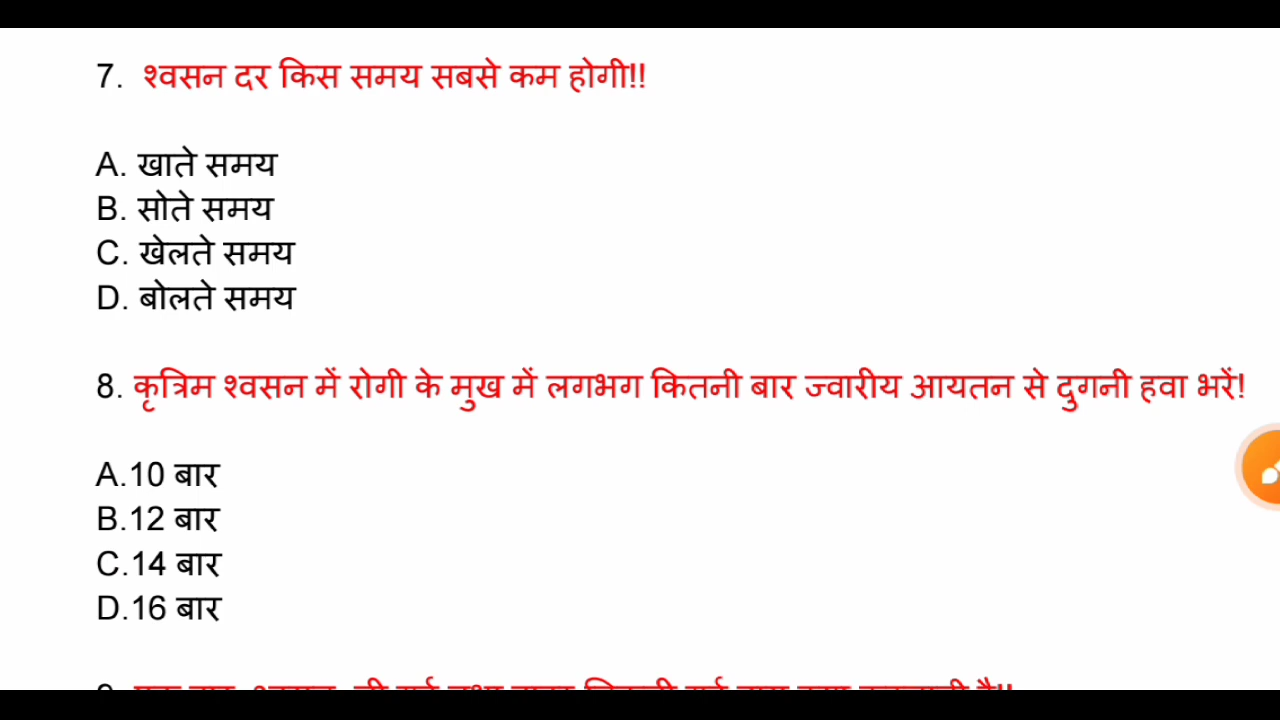 7. श्वसन दर किस समय सबसे कम होगी!!
A. खाते समय
B. सोते समय
C. खेलते समय
D. बोलते समय
8. कृत्रिम श्वसन में रोगी के मुख में लगभग कितनी बार ज्वारीय आयतन से दुगनी हवा भरें!
A.10 बार
B.12 बार
C.14 बार
D.16 बार